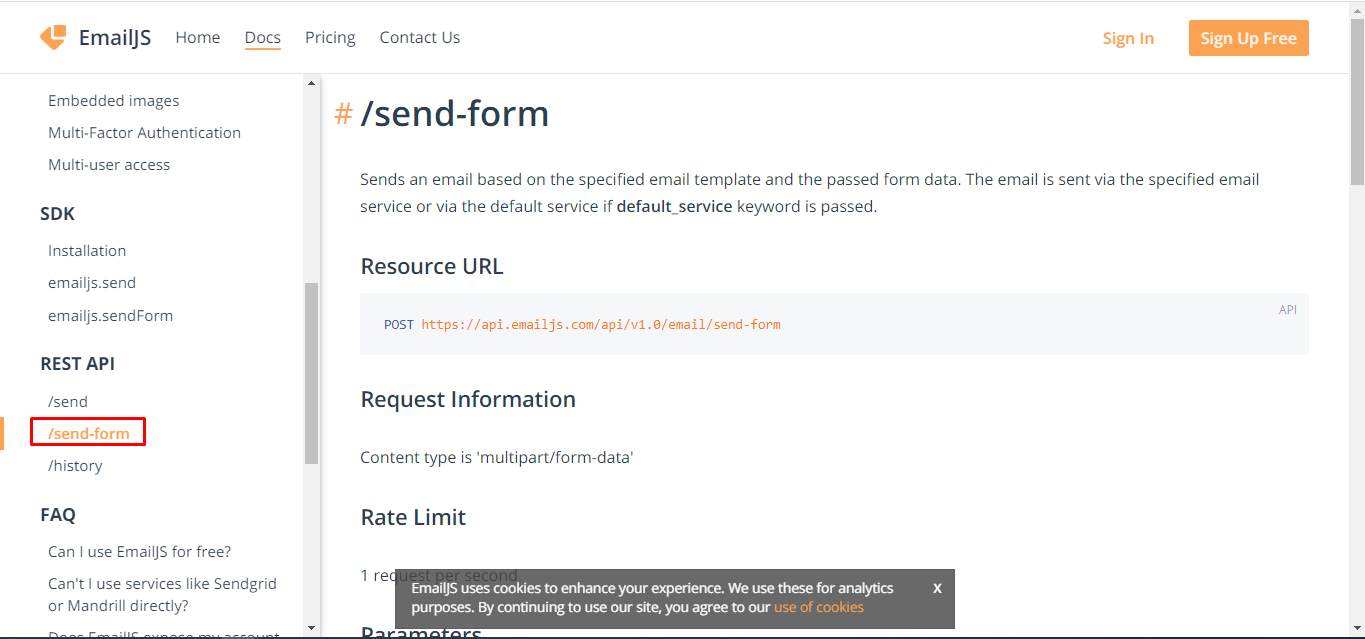 EmailJS Home Docs Pricing Contact Us Sign In Sign Up Free
Embedded images
Multi-Factor Authentication
Multi-user access
SDK
Installation
emailjs.send
emailjs.sendForm
REST API
/send
/send-form
/history
FAQ
Can I use EmailJS for free?
Can't I use services like Sendgrid
or Mandrill directly?
Does EmailJS expose my account
# /send-form
Sends an email based on the specified email template and the passed form data. The email is sent via the specified email
service or via the default service if default_service keyword is passed.
Resource URL
API
POST https://api.emailjs.com/api/v1.0/email/send-form
Request Information
Content type is 'multipart/form-data'
Rate Limit
1 request per second
EmailJS uses cookies to enhance your experience. We use these for analytics
purposes. By continuing to use our site, you agree to our use of cookies
X
Parameters